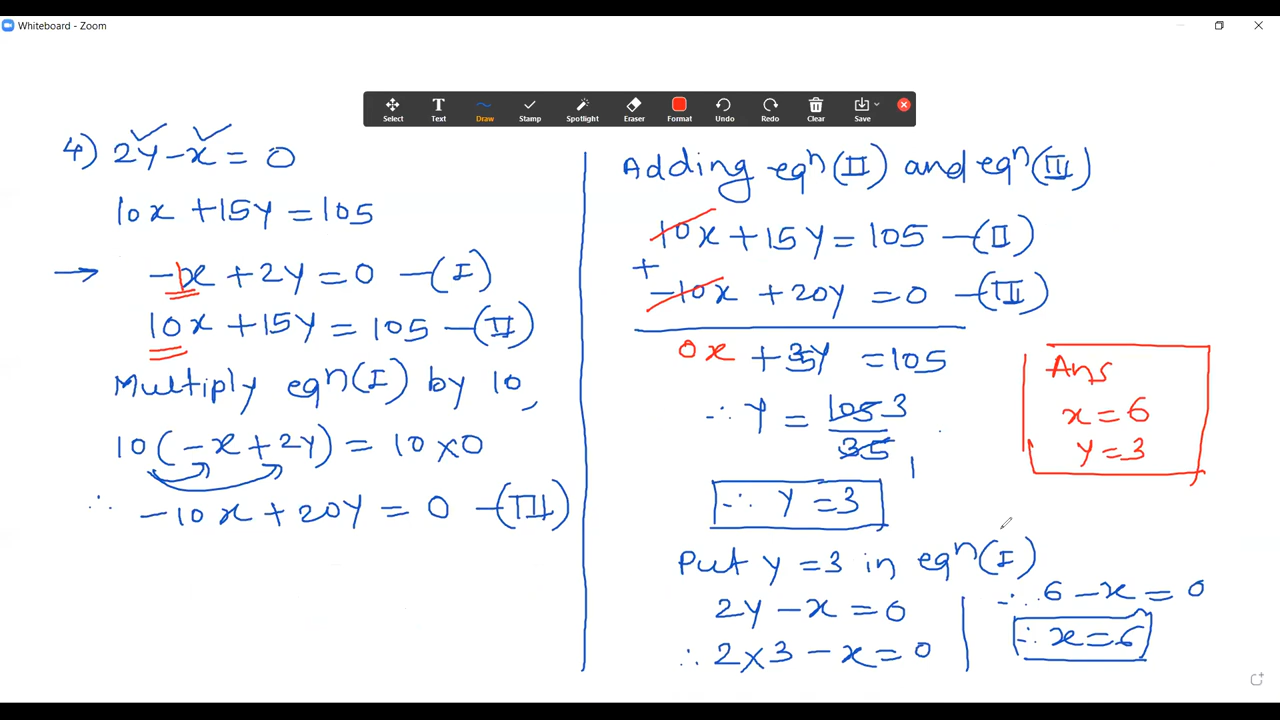 Whiteboard - Zoom
Select Text Draw Stamp Spotlight Eraser Format Undo Redo Clear Save
4) 2y - x = 0
10x + 15y = 105
→ -x + 2y = 0 —(I)
10x + 15y = 105 —(II)
Multiply eqⁿ(I) by 10,
10(-x + 2y) = 10 × 0
∴ -10x + 20y = 0 —(III)
Adding eqⁿ(II) and eqⁿ(III)
10x + 15y = 105 —(II)
+
-10x + 20y = 0 —(III)
0x + 35y = 105
∴ y = 105 3
35 1
∴ y = 3
Put y = 3 in eqⁿ(I)
2y - x = 0
∴ 2 × 3 - x = 0
∴ 6 - x = 0
∴ x = 6
Ans
x = 6
y = 3